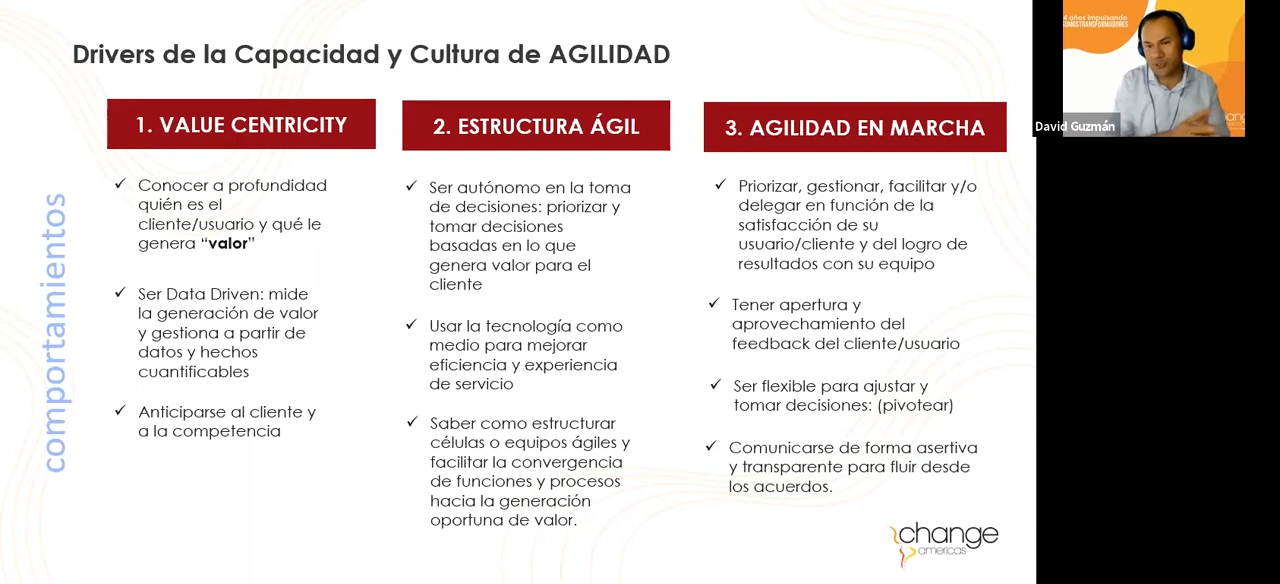 Drivers de la Capacidad y Cultura de AGILIDAD
comportamientos
1. VALUE CENTRICITY
✓ Conocer a profundidad
quién es el
cliente/usuario y qué le
genera “valor”
✓ Ser Data Driven: mide
la generación de valor
y gestiona a partir de
datos y hechos
cuantificables
✓ Anticiparse al cliente y
a la competencia
2. ESTRUCTURA ÁGIL
✓ Ser autónomo en la toma
de decisiones: priorizar y
tomar decisiones
basadas en lo que
genera valor para el
cliente
✓ Usar la tecnología como
medio para mejorar
eficiencia y experiencia
de servicio
✓ Saber como estructurar
células o equipos ágiles y
facilitar la convergencia
de funciones y procesos
hacia la generación
oportuna de valor.
3. AGILIDAD EN MARCHA
✓ Priorizar, gestionar, facilitar y/o
delegar en función de la
satisfacción de su
usuario/cliente y del logro de
resultados con su equipo
✓ Tener apertura y
aprovechamiento del
feedback del cliente/usuario
✓ Ser flexible para ajustar y
tomar decisiones: (pivotear)
✓ Comunicarse de forma asertiva
y transparente para fluir desde
los acuerdos.
change
americas
4 años impulsando
SOMOSTRANSFORMADORES
David Guzmán